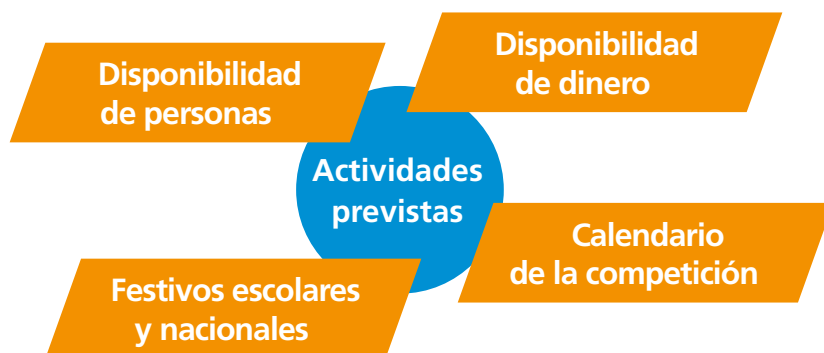 Disponibilidad
de personas
Disponibilidad
de dinero
Actividades
previstas
Calendario
de la competición
Festivos escolares
y nacionales